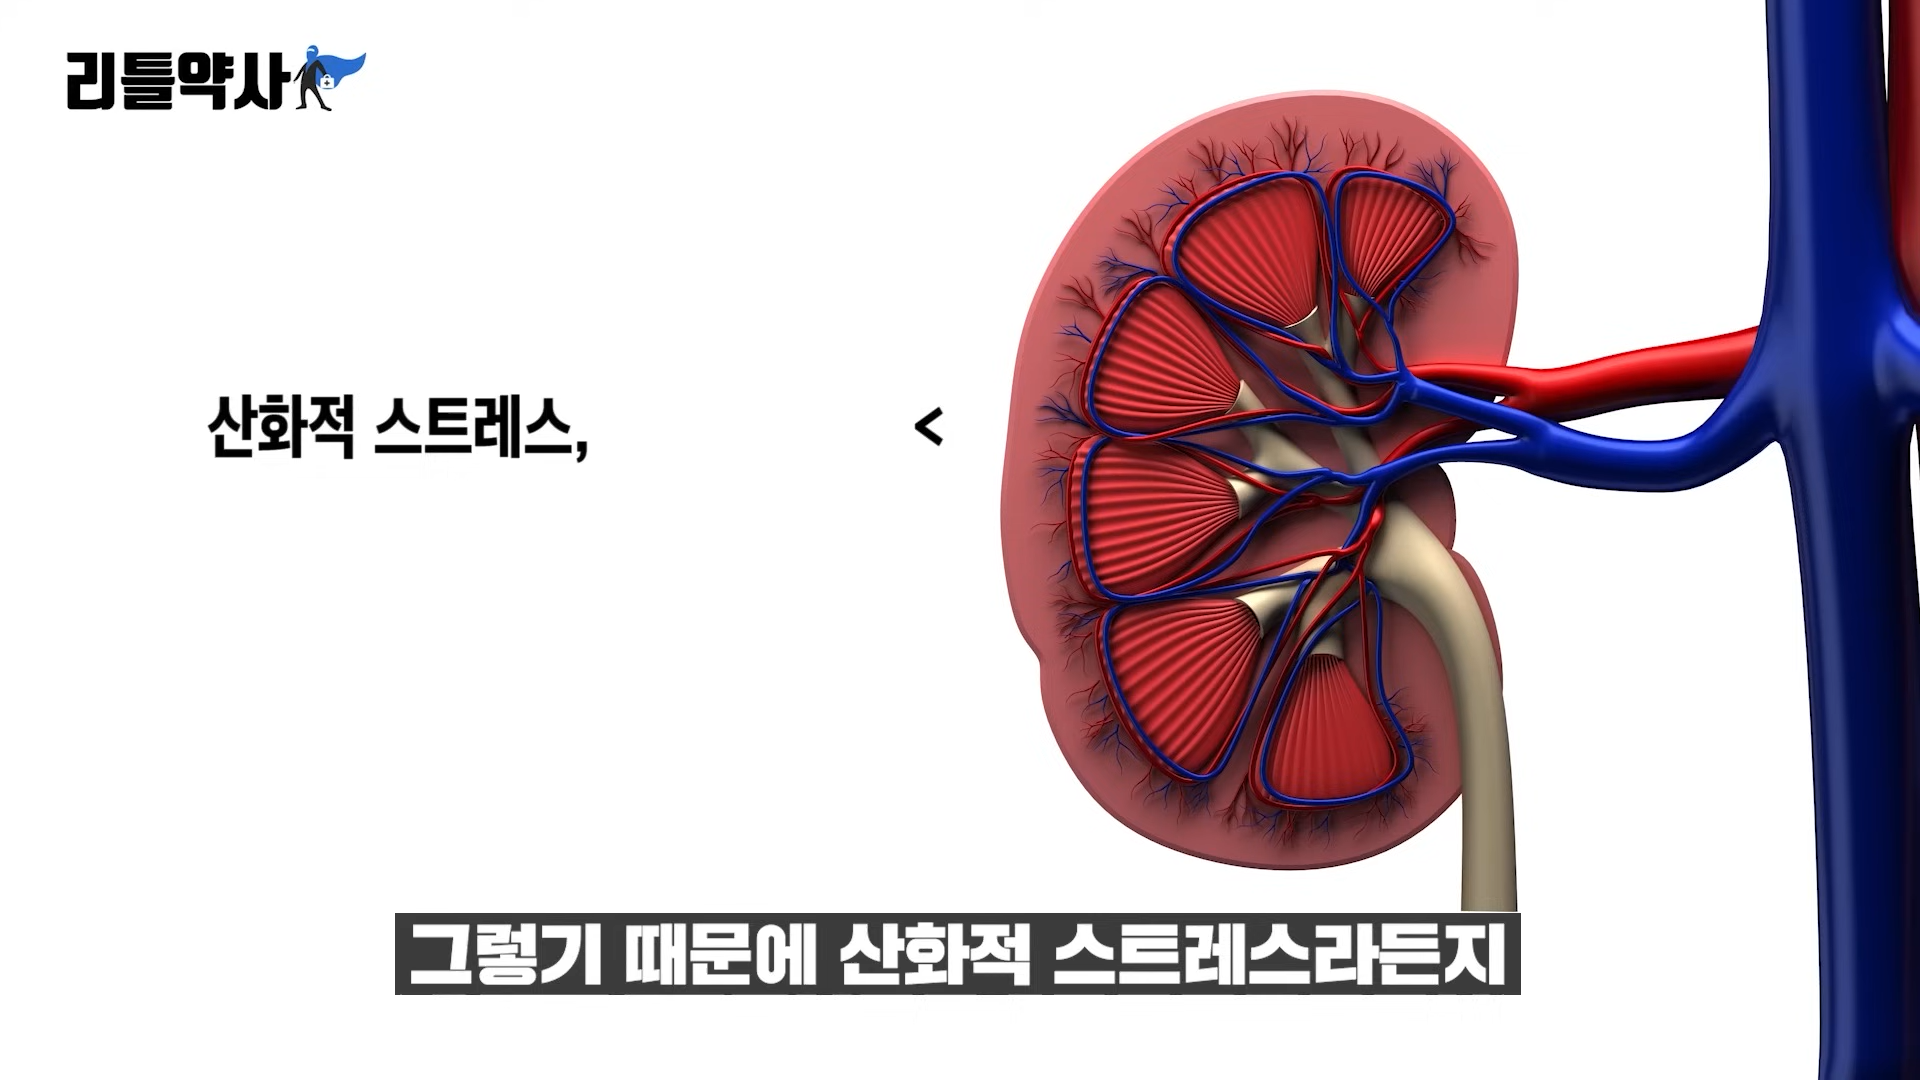 리틀약사
산화적 스트레스,
<
그렇기 때문에 산화적 스트레스라든지